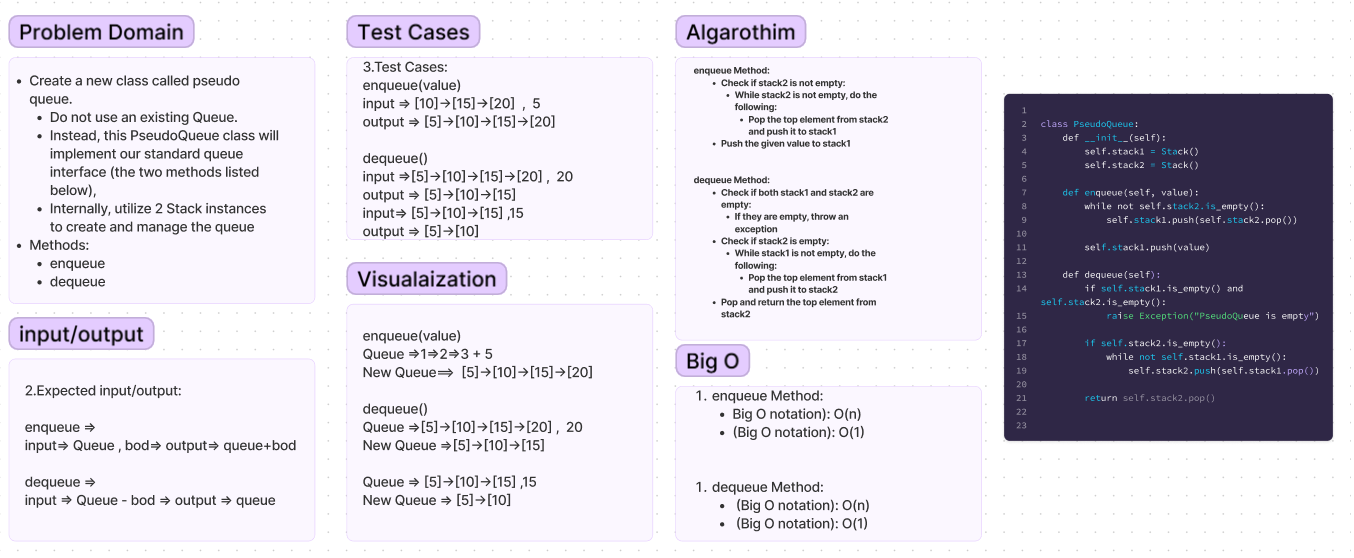 Problem Domain
Create a new class called pseudo
queue.
Do not use an existing Queue.
Instead, this PseudoQueue class will
implement our standard queue
interface (the two methods listed
below),
Internally, utilize 2 Stack instances
to create and manage the queue
Methods:
enqueue
dequeue
input/output
2.Expected input/output:
enqueue ⇒
input⇒ Queue , bod⇒ output⇒ queue+bod
dequeue ⇒
input ⇒ Queue - bod ⇒ output ⇒ queue
Test Cases
3.Test Cases:
enqueue(value)
input ⇒ [10]→[15]→[20] , 5
output ⇒ [5]→[10]→[15]→[20]
dequeue()
input ⇒[5]→[10]→[15]→[20] , 20
output ⇒ [5]→[10]→[15]
input⇒ [5]→[10]→[15] ,15
output ⇒ [5]→[10]
Visualaization
enqueue(value)
Queue ⇒1⇒2⇒3 + 5
New Queue⟹ [5]→[10]→[15]→[20]
dequeue()
Queue ⇒[5]→[10]→[15]→[20] , 20
New Queue ⇒[5]→[10]→[15]
Queue ⇒ [5]→[10]→[15] ,15
New Queue ⇒ [5]→[10]
Algarothim
enqueue Method:
Check if stack2 is not empty:
While stack2 is not empty, do the
following:
Pop the top element from stack2
and push it to stack1
Push the given value to stack1
dequeue Method:
Check if both stack1 and stack2 are
empty:
If they are empty, throw an
exception
Check if stack2 is empty:
While stack1 is not empty, do the
following:
Pop the top element from stack1
and push it to stack2
Pop and return the top element from
stack2
Big O
1. enqueue Method:
Big O notation): O(n)
(Big O notation): O(1)
1. dequeue Method:
(Big O notation): O(n)
(Big O notation): O(1)
1
2 class PseudoQueue:
3 def __init__(self):
4 self.stack1 = Stack()
5 self.stack2 = Stack()
6
7 def enqueue(self, value):
8 while not self.stack2.is_empty():
9 self.stack1.push(self.stack2.pop())
10
11 self.stack1.push(value)
12
13 def dequeue(self):
14 if self.stack1.is_empty() and
self.stack2.is_empty():
15 raise Exception("PseudoQueue is empty")
16
17 if self.stack2.is_empty():
18 while not self.stack1.is_empty():
19 self.stack2.push(self.stack1.pop())
20
21 return self.stack2.pop()
22
23